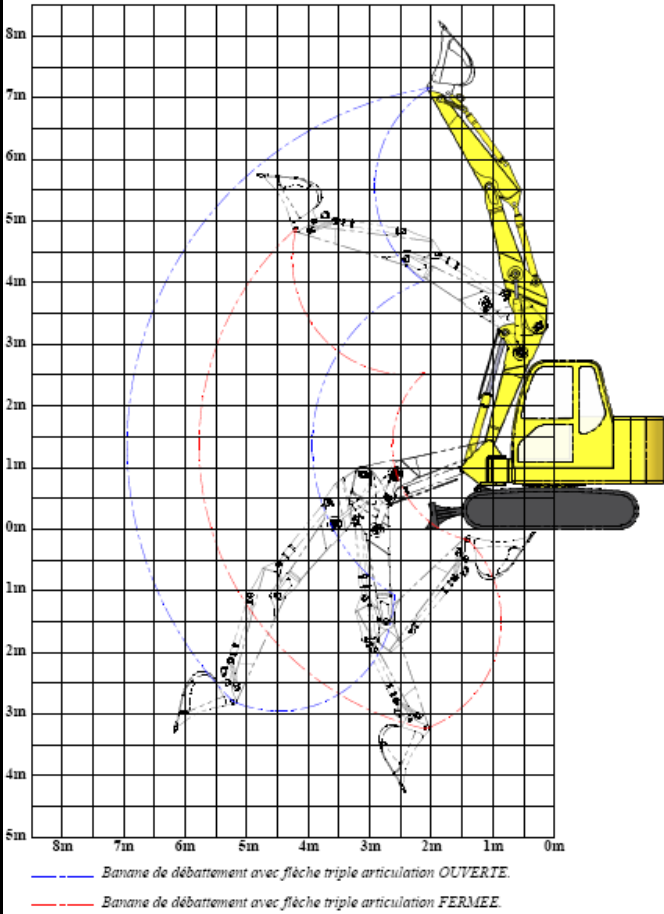 8m
7m
6m
5m
4m
3m
2m
1m
0m
1m
2m
3m
4m
5m
8m 7m 6m 5m 4m 3m 2m 1m 0m
Banane de débattement avec flèche triple articulation OUVERTE.
Banane de débattement avec flèche triple articulation FERMEE.